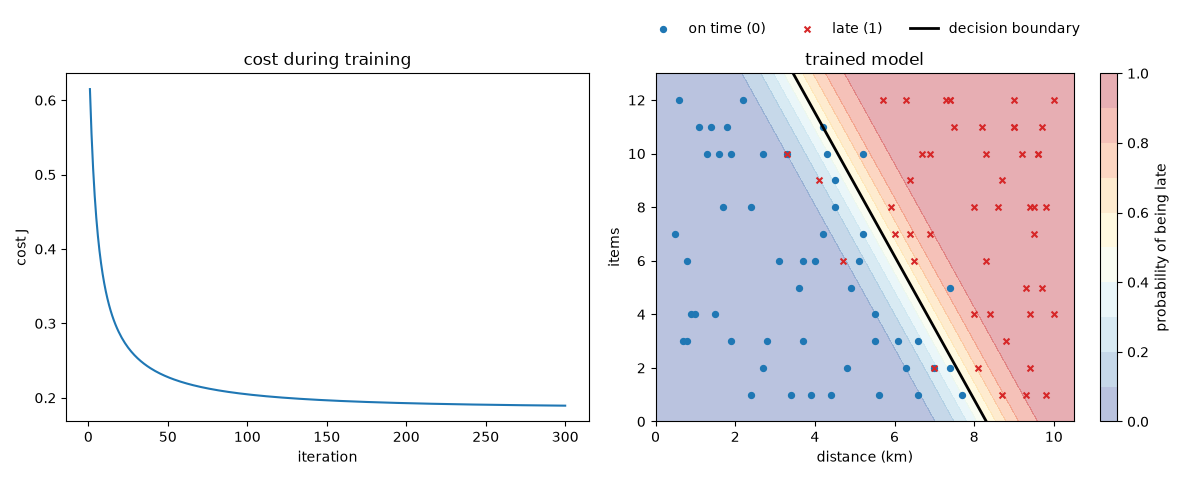 on time (0) late (1) decision boundary
cost during training
trained model
0.6
0.5
0.4
0.3
0.2
cost J
0 50 100 150 200 250 300
iteration
12
10
8
6
4
2
0
items
0 2 4 6 8 10
distance (km)
1.0
0.8
0.6
0.4
0.2
0.0
probability of being late